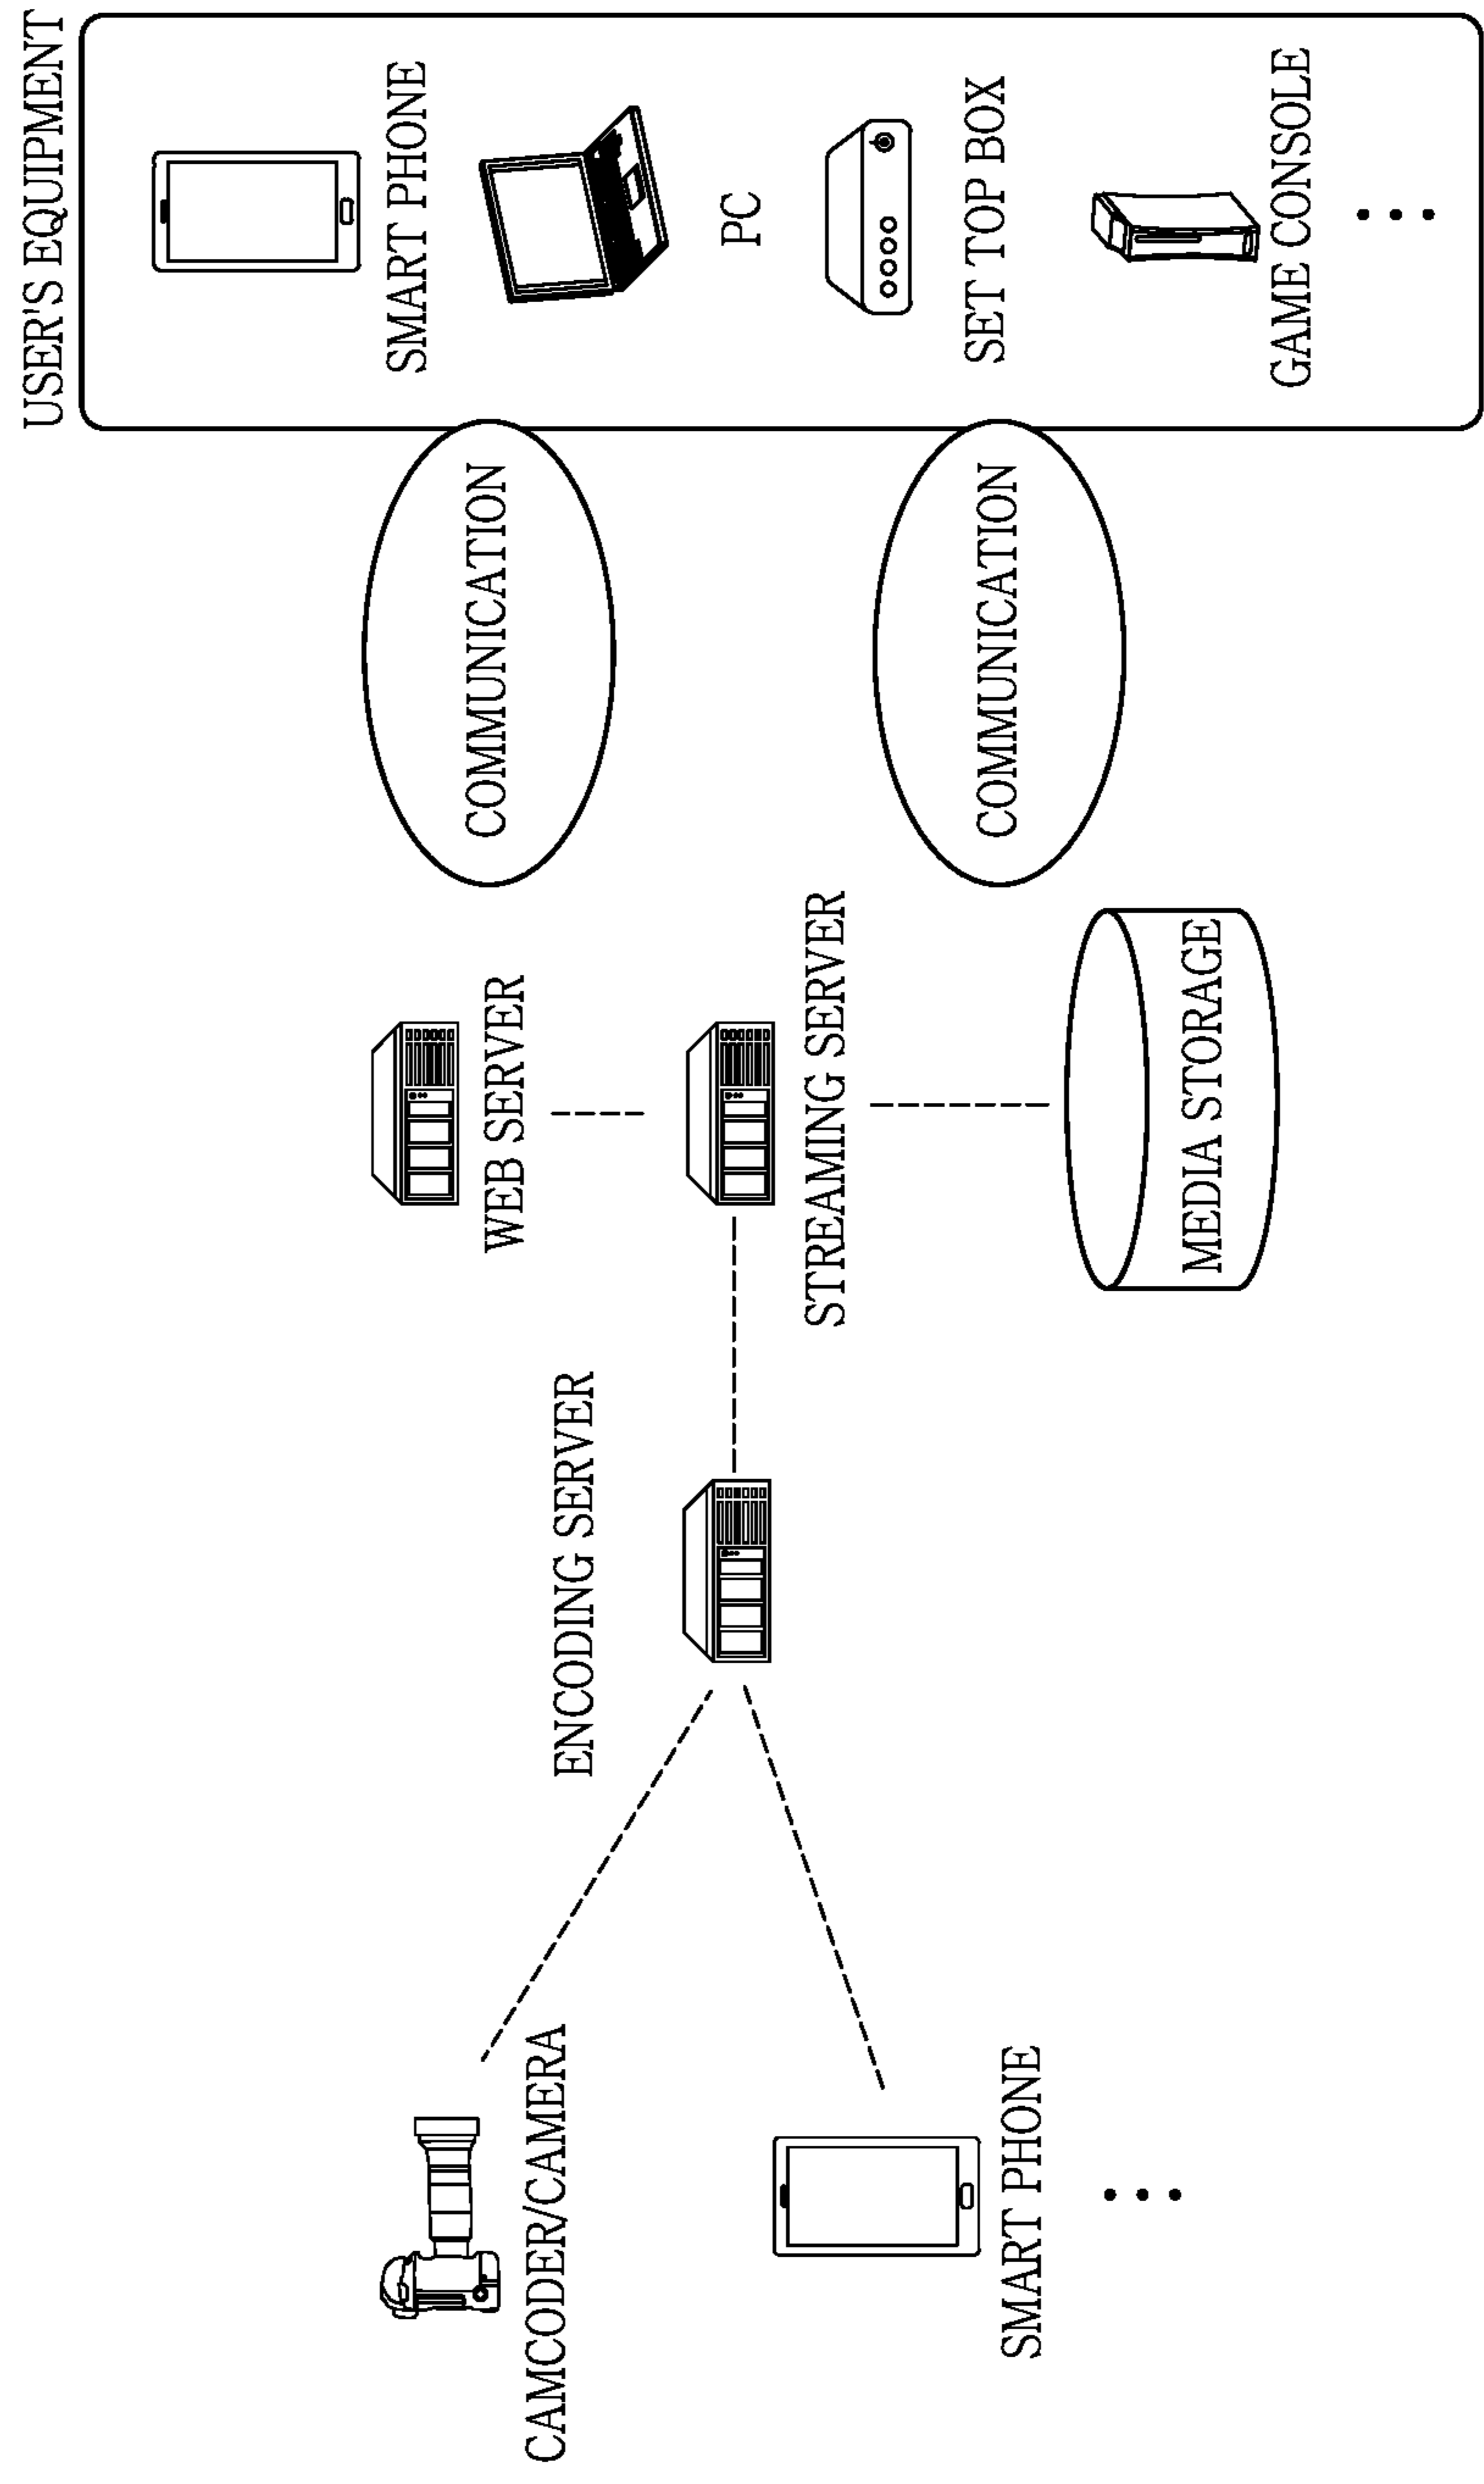 CAMCODER/CAMERA
SMART PHONE
ENCODING SERVER
WEB SERVER
STREAMING SERVER
MEDIA STORAGE
COMMUNICATION
COMMUNICATION
USER'S EQUIPMENT
SMART PHONE
PC
SET TOP BOX
GAME CONSOLE